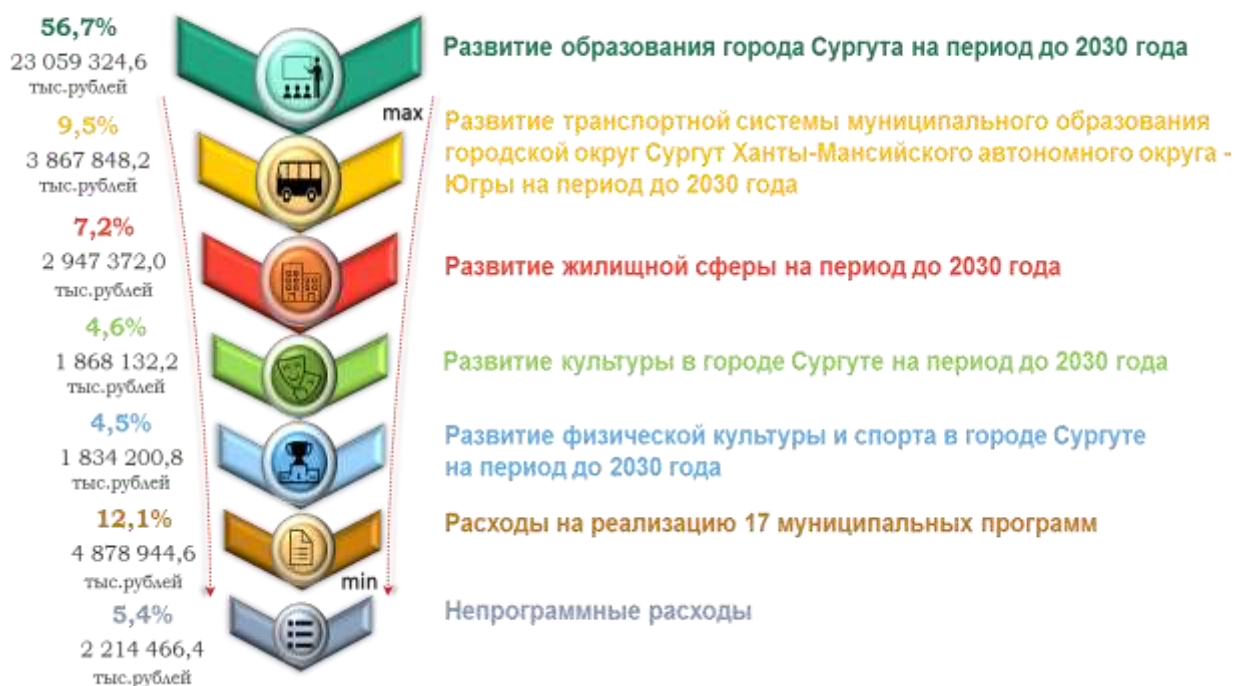 56,7%
23 059 324,6
тыс.рублей
Развитие образования города Сургута на период до 2030 года
max
9,5%
3 867 848,2
тыс.рублей
Развитие транспортной системы муниципального образования
городской округ Сургут Ханты-Мансийского автономного округа -
Югры на период до 2030 года
7,2%
2 947 372,0
тыс.рублей
Развитие жилищной сферы на период до 2030 года
4,6%
1 868 132,2
тыс.рублей
Развитие культуры в городе Сургуте на период до 2030 года
4,5%
1 834 200,8
тыс.рублей
Развитие физической культуры и спорта в городе Сургуте
на период до 2030 года
12,1%
4 878 944,6
тыс.рублей
Расходы на реализацию 17 муниципальных программ
min
5,4%
2 214 466,4
тыс.рублей
Непрограммные расходы